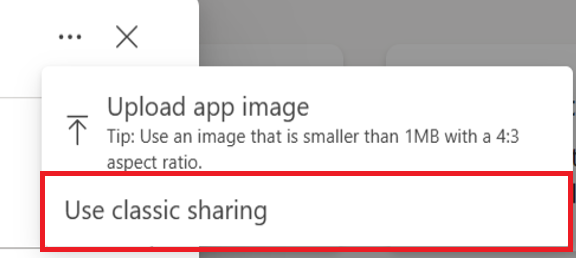 Upload app image
Tip: Use an image that is smaller than 1MB with a 4:3
aspect ratio.
Use classic sharing